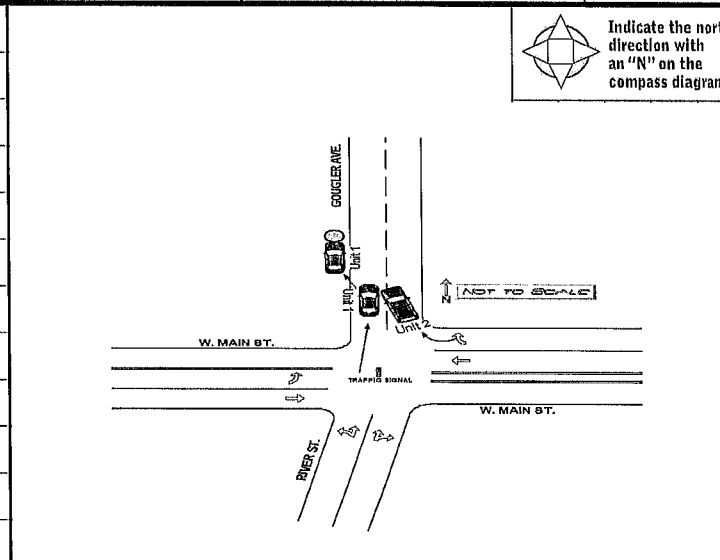 Indicate the nort
direction with
an "N" on the
compass diagram
GOUGLER AVE.
Unit 1
Unit 1
Unit 2
N
NOT TO SCALE
W. MAIN ST.
TRAFFIC SIGNAL
W. MAIN ST.
RIVER ST.